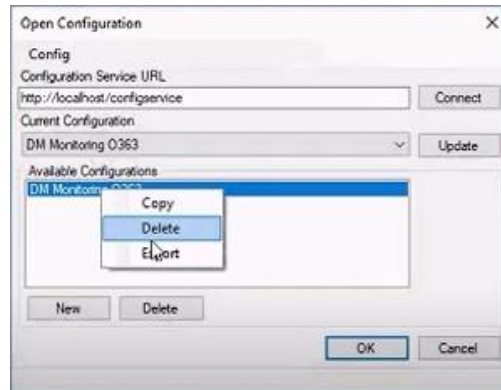 Open Configuration
Config
Configuration Service URL
http://localhost/configservice
Connect
Current Configuration
DM Monitoring O363
Update
Available Configurations
DM Monitoring
Copy
Delete
Export
New
Delete
OK
Cancel